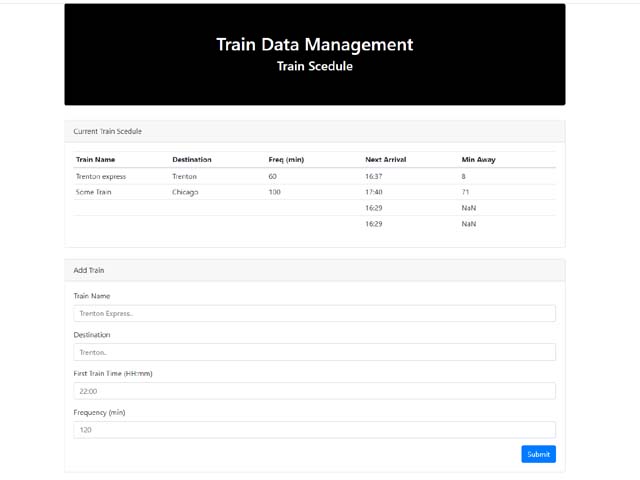 Train Data Management
Train Scedule
Current Train Scedule
Train Name Destination Freq (min) Next Arrival Min Away
Trenton express Trenton 60 16:37 8
Some Train Chicago 100 17:40 71
16:29 NaN
16:29 NaN
Add Train
Train Name
Trenton Express..
Destination
Trenton..
First Train Time (HH:mm)
22:00
Frequency (min)
120
Submit